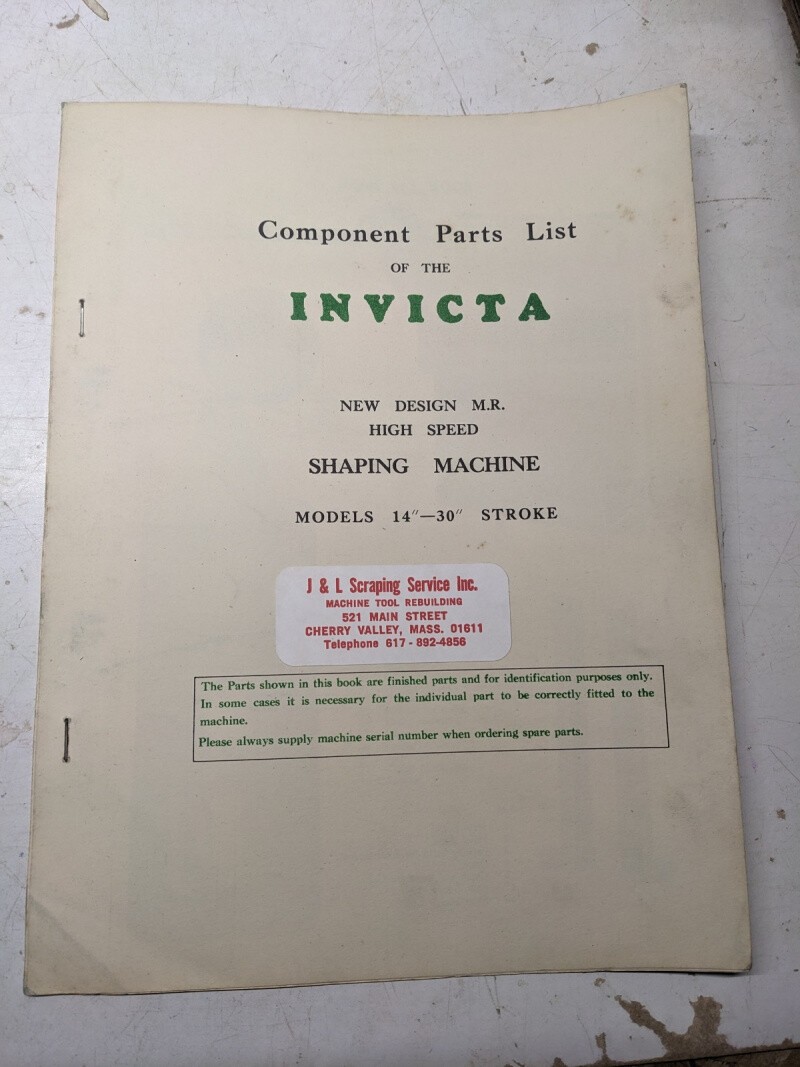 Component Parts List
OF THE
INVICTA
NEW DESIGN M.R.
HIGH SPEED
SHAPING MACHINE
MODELS 14″—30″ STROKE
J & L Scraping Service Inc.
MACHINE TOOL REBUILDING
521 MAIN STREET
CHERRY VALLEY, MASS. 01611
Telephone 617 - 892-4856
The Parts shown in this book are finished parts and for identification purposes only.
In some cases it is necessary for the individual part to be correctly fitted to the
machine.
Please always supply machine serial number when ordering spare parts.